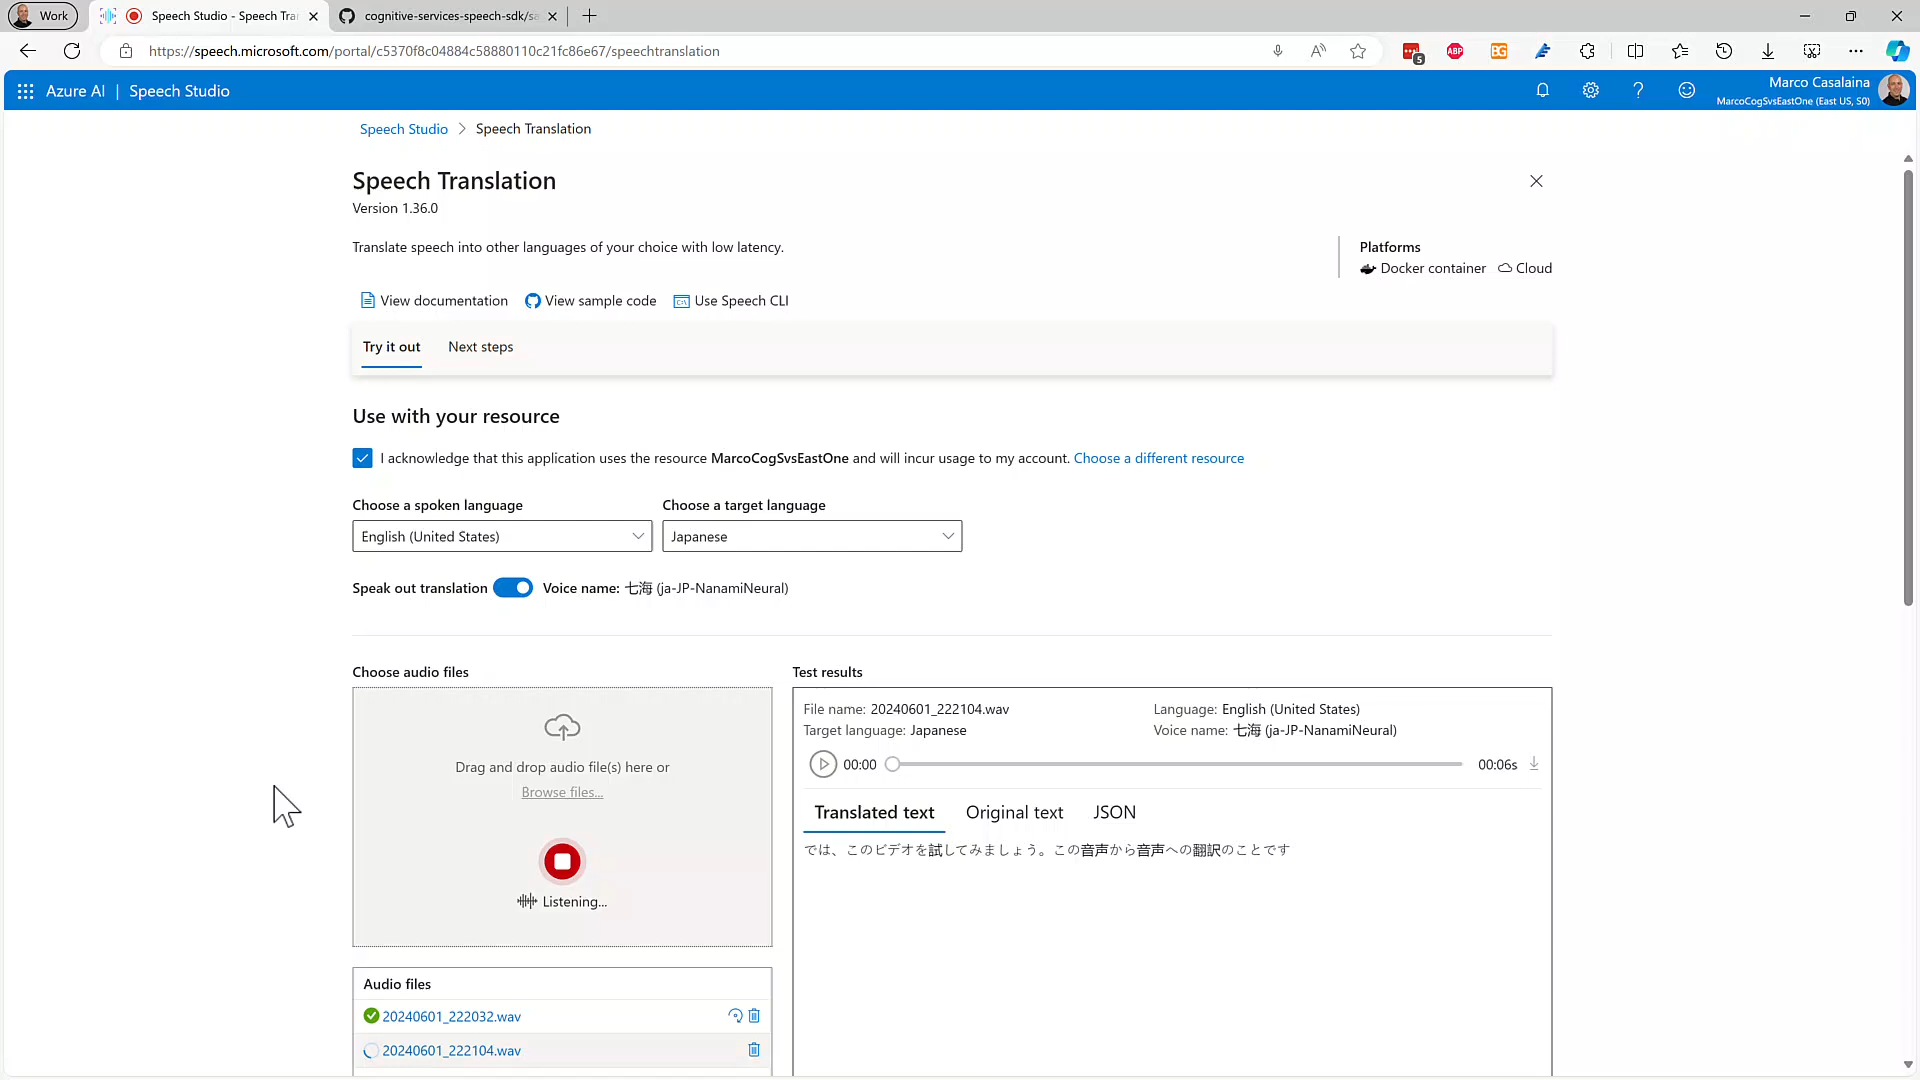 Work
Speech Studio - Speech Tra
cognitive-services-speech-sdk/sa
https://speech.microsoft.com/portal/c5370f8c04884c58880110c21fc86e67/speechtranslation
5
ABP
BG
Azure AI | Speech Studio
Marco Casalaina
MarcoCogSvsEastOne (East US, S0)
Speech Studio > Speech Translation
Speech Translation
Version 1.36.0
Translate speech into other languages of your choice with low latency.
Platforms
Docker container Cloud
View documentation View sample code Use Speech CLI
Try it out Next steps
Use with your resource
I acknowledge that this application uses the resource MarcoCogSvsEastOne and will incur usage to my account. Choose a different resource
Choose a spoken language Choose a target language
English (United States) Japanese
Speak out translation Voice name: 七海 (ja-JP-NanamiNeural)
Choose audio files
Drag and drop audio file(s) here or
Browse files...
Listening...
Audio files
20240601_222032.wav
20240601_222104.wav
Test results
File name: 20240601_222104.wav Language: English (United States)
Target language: Japanese Voice name: 七海 (ja-JP-NanamiNeural)
00:00 00:06s
Translated text Original text JSON
では、このビデオを試してみましょう。この音声から音声への翻訳のことです